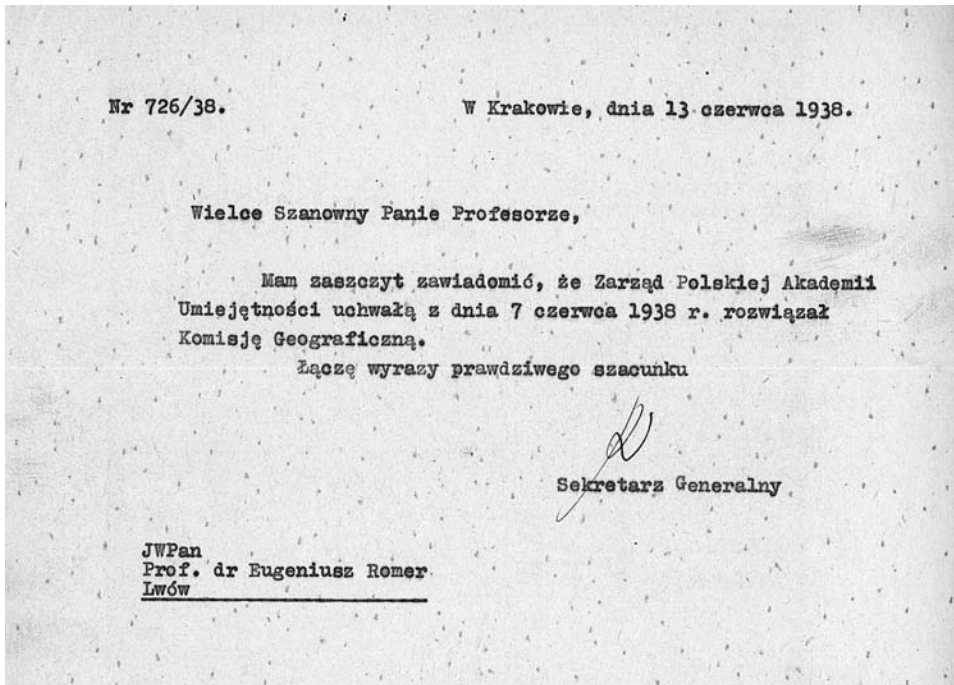 Nr 726/38.
W Krakowie, dnia 13 czerwca 1938.
Wielce Szanowny Panie Profesorze,
Mam zaszczyt zawiadomić, że Zarząd Polskiej Akademii
Umiejętności uchwałą z dnia 7 czerwca 1938 r. rozwiązał
Komisję Geograficzną.
Łączę wyrazy prawdziwego szacunku
Sekretarz Generalny
JWPan
Prof. dr Eugeniusz Romer
Lwów